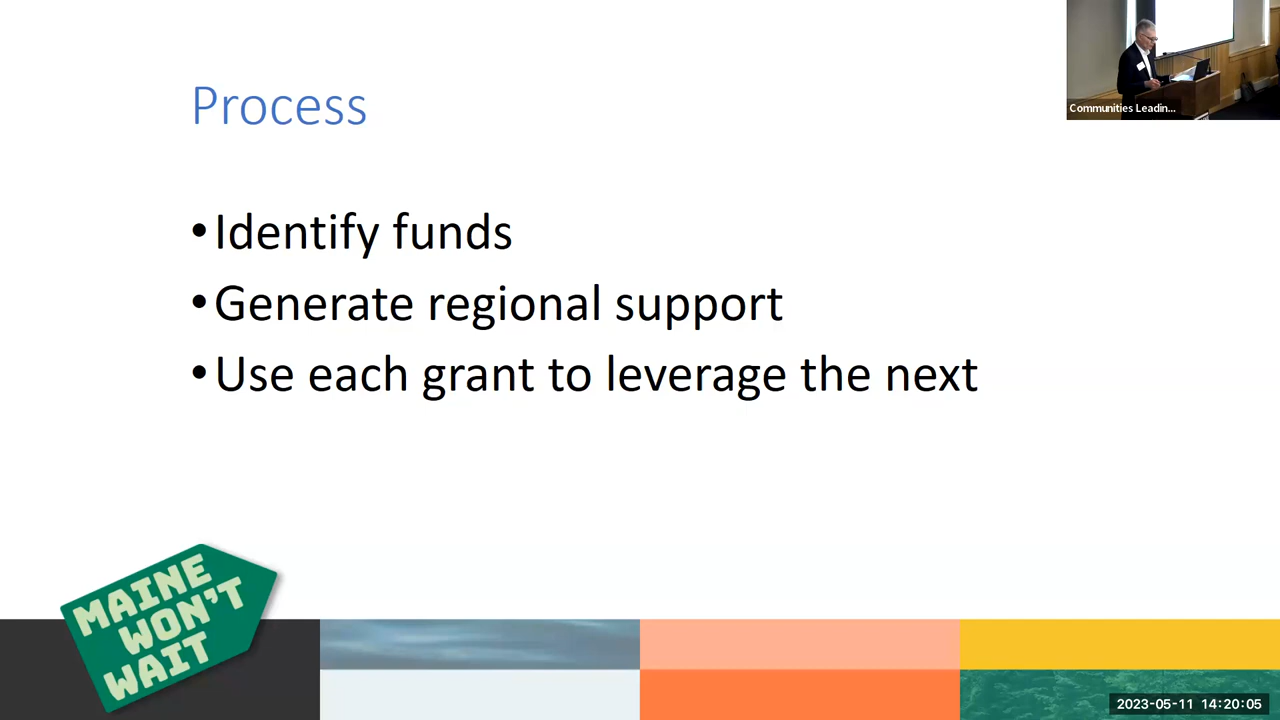 Process
Communities Leadin...
•Identify funds
•Generate regional support
•Use each grant to leverage the next
MAINE
WON'T
WAIT
2023-05-11 14:20:05